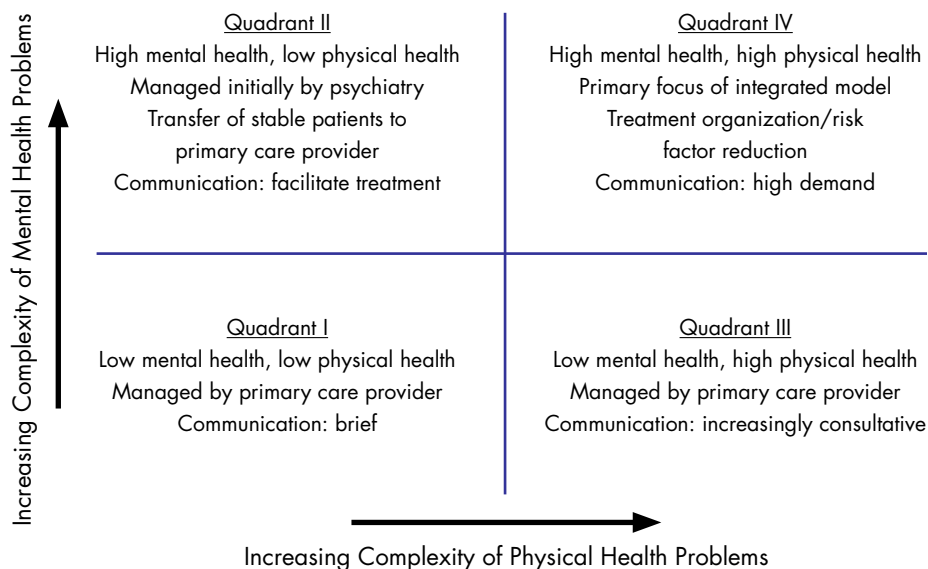 Increasing Complexity of Mental Health Problems
Quadrant II
High mental health, low physical health
Managed initially by psychiatry
Transfer of stable patients to
primary care provider
Communication: facilitate treatment
Quadrant IV
High mental health, high physical health
Primary focus of integrated model
Treatment organization/risk
factor reduction
Communication: high demand
Quadrant I
Low mental health, low physical health
Managed by primary care provider
Communication: brief
Quadrant III
Low mental health, high physical health
Managed by primary care provider
Communication: increasingly consultative
Increasing Complexity of Physical Health Problems